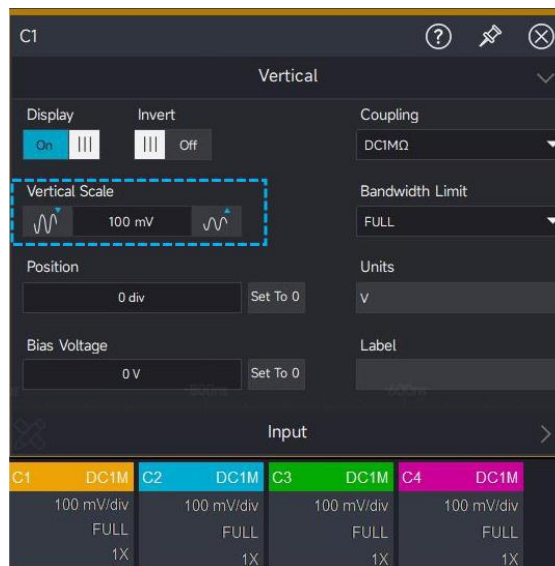 C1
Vertical
Display Invert Coupling
On Off DC1MΩ
Vertical Scale Bandwidth Limit
100 mV FULL
Position Units
0 div Set To 0 V
Bias Voltage Label
0 V Set To 0
-800ns -600ns
Input
C1 DC1M C2 DC1M C3 DC1M C4 DC1M
100 mV/div 100 mV/div 100 mV/div 100 mV/div
FULL FULL FULL FULL
1X 1X 1X 1X